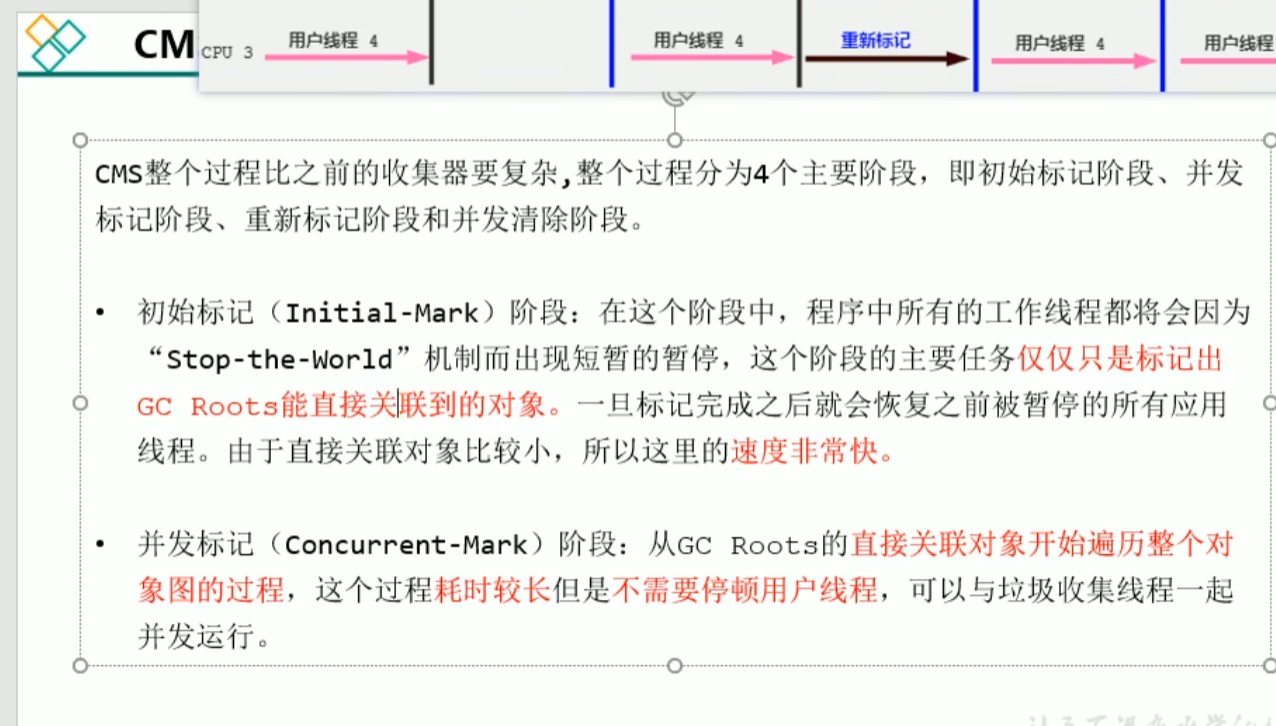 CM
CPU 3 用户线程 4 用户线程 4 重新标记 用户线程 4 用户线程
CMS整个过程比之前的收集器要复杂,整个过程分为4个主要阶段，即初始标记阶段、并发
标记阶段、重新标记阶段和并发清除阶段。
• 初始标记（Initial-Mark）阶段：在这个阶段中，程序中所有的工作线程都将会因为
“Stop-the-World”机制而出现短暂的暂停，这个阶段的主要任务仅仅只是标记出
GC Roots能直接关联到的对象。一旦标记完成之后就会恢复之前被暂停的所有应用
线程。由于直接关联对象比较小，所以这里的速度非常快。
• 并发标记（Concurrent-Mark）阶段：从GC Roots的直接关联对象开始遍历整个对
象图的过程，这个过程耗时较长但是不需要停顿用户线程，可以与垃圾收集线程一起
并发运行。